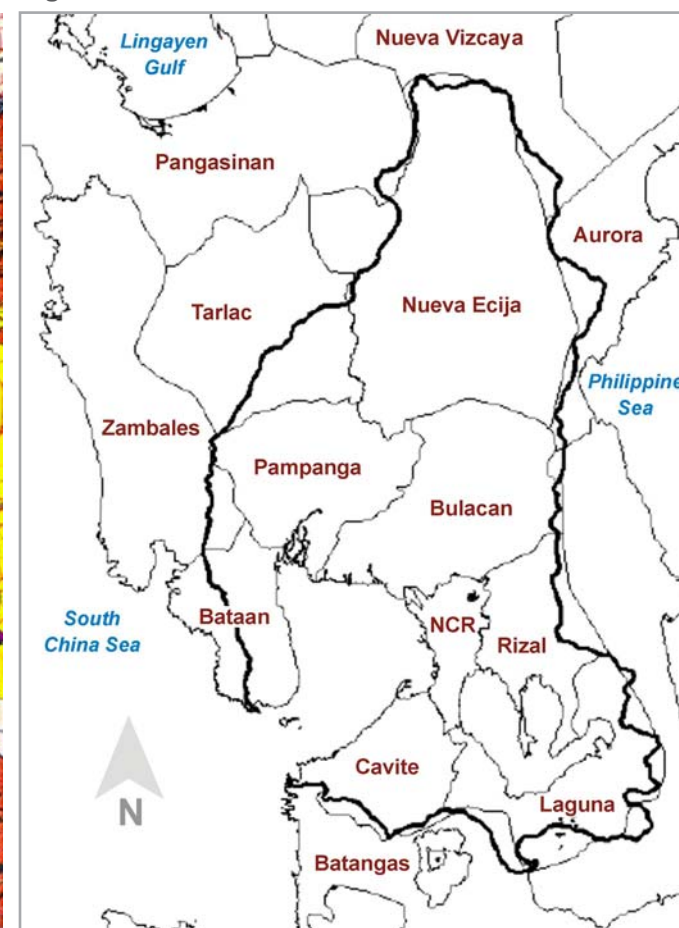 Lingayen
Gulf
Nueva Vizcaya
Pangasinan
Aurora
Tarlac
Nueva Ecija
Philippine
Sea
Zambales
Pampanga
Bulacan
South
China Sea
Bataan
NCR
Rizal
Cavite
N
Laguna
Batangas